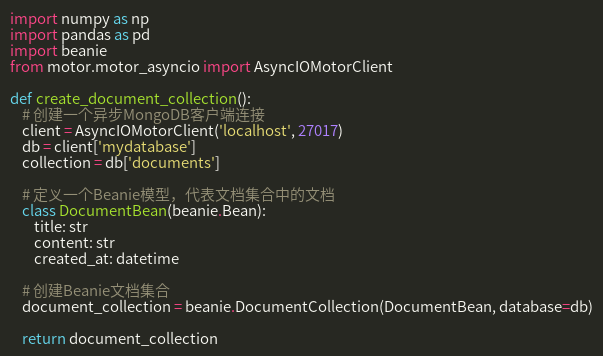 import numpy as np
import pandas as pd
import beanie
from motor.motor_asyncio import AsyncIOMotorClient
def create_document_collection():
# 创建一个异步MongoDB客户端连接
client = AsyncIOMotorClient('localhost', 27017)
db = client['mydatabase']
collection = db['documents']
# 定义一个Beanie模型，代表文档集合中的文档
class DocumentBean(beanie.Bean):
title: str
content: str
created_at: datetime
# 创建Beanie文档集合
document_collection = beanie.DocumentCollection(DocumentBean, database=db)
return document_collection